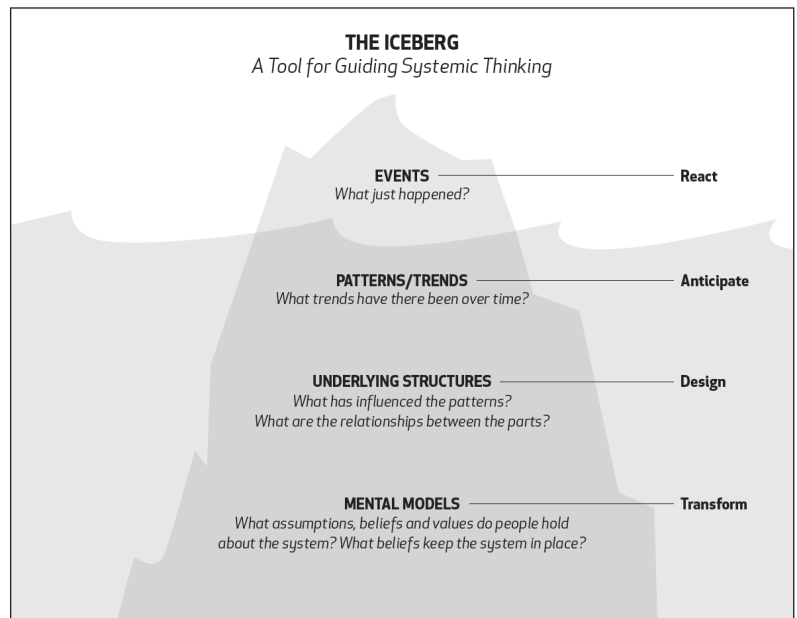 THE ICEBERG
A Tool for Guiding Systemic Thinking
EVENTS React
What just happened?
PATTERNS/TRENDS Anticipate
What trends have there been over time?
UNDERLYING STRUCTURES Design
What has influenced the patterns?
What are the relationships between the parts?
MENTAL MODELS Transform
What assumptions, beliefs and values do people hold
about the system? What beliefs keep the system in place?